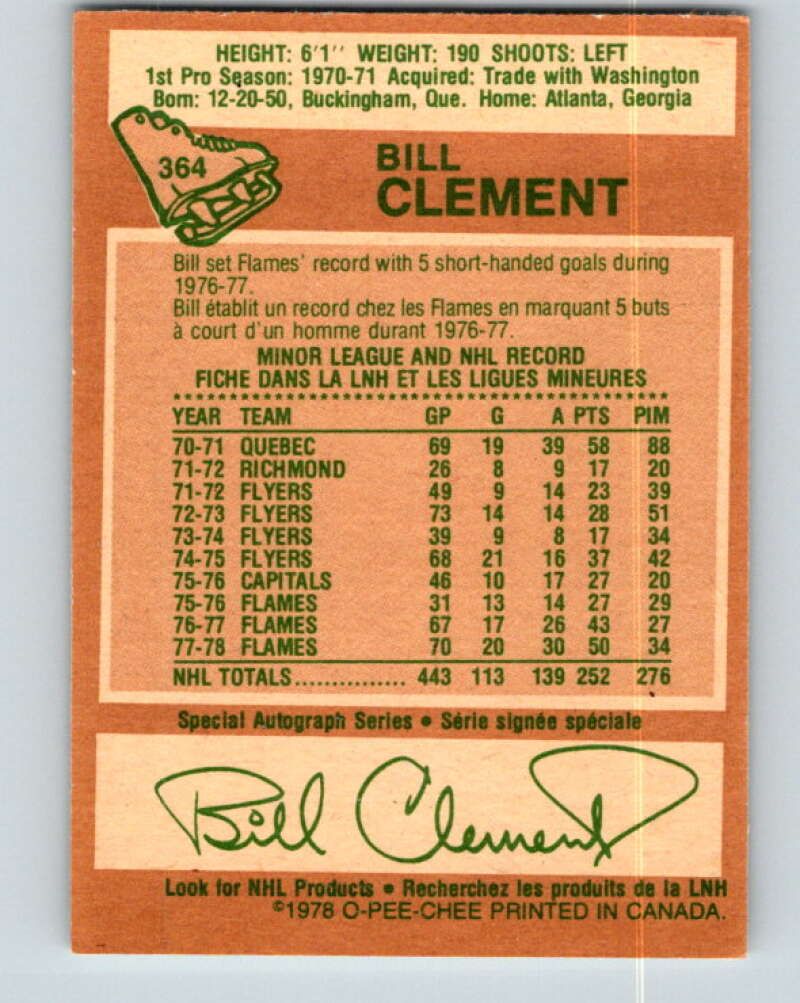 HEIGHT: 6'1'' WEIGHT: 190 SHOOTS: LEFT
1st Pro Season: 1970-71 Acquired: Trade with Washington
Born: 12-20-50, Buckingham, Que. Home: Atlanta, Georgia
364
BILL
CLEMENT
Bill set Flames' record with 5 short-handed goals during
1976-77.
Bill établit un record chez les Flames en marquant 5 buts
à court d'un homme durant 1976-77.
MINOR LEAGUE AND NHL RECORD
FICHE DANS LA LNH ET LES LIGUES MINEURES
YEAR TEAM GP G A PTS PIM
70-71 QUEBEC 69 19 39 58 88
71-72 RICHMOND 26 8 9 17 20
71-72 FLYERS 49 9 14 23 39
72-73 FLYERS 73 14 14 28 51
73-74 FLYERS 39 9 8 17 34
74-75 FLYERS 68 21 16 37 42
75-76 CAPITALS 46 10 17 27 20
75-76 FLAMES 31 13 14 27 29
76-77 FLAMES 67 17 26 43 27
77-78 FLAMES 70 20 30 50 34
NHL TOTALS............... 443 113 139 252 276
Special Autograph Series • Série signée spéciale
Bill Clement
Look for NHL Products • Recherchez les produits de la LNH
©1978 O-PEE-CHEE PRINTED IN CANADA.